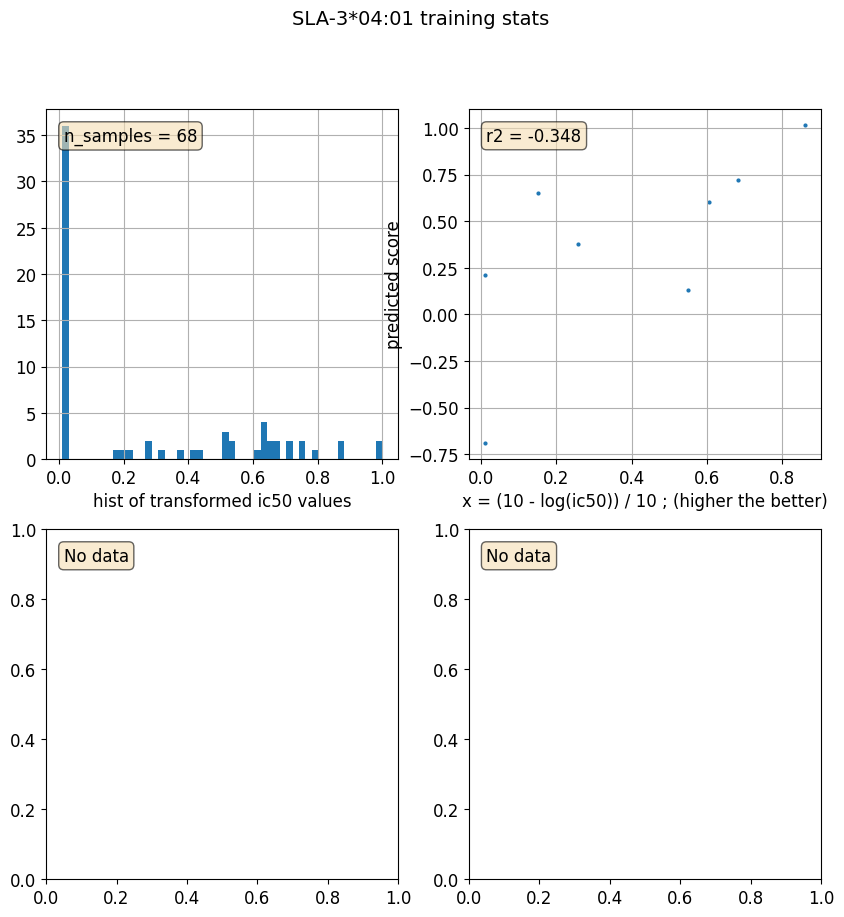 SLA-3*04:01 training stats
n_samples = 68
35
30
25
20
15
10
5
0
0.0 0.2 0.4 0.6 0.8 1.0
hist of transformed ic50 values
r2 = -0.348
predicted score
1.00
0.75
0.50
0.25
0.00
−0.25
−0.50
−0.75
0.0 0.2 0.4 0.6 0.8
x = (10 - log(ic50)) / 10 ; (higher the better)
No data
1.0
0.8
0.6
0.4
0.2
0.0
0.0 0.2 0.4 0.6 0.8 1.0
No data
1.0
0.8
0.6
0.4
0.2
0.0
0.0 0.2 0.4 0.6 0.8 1.0